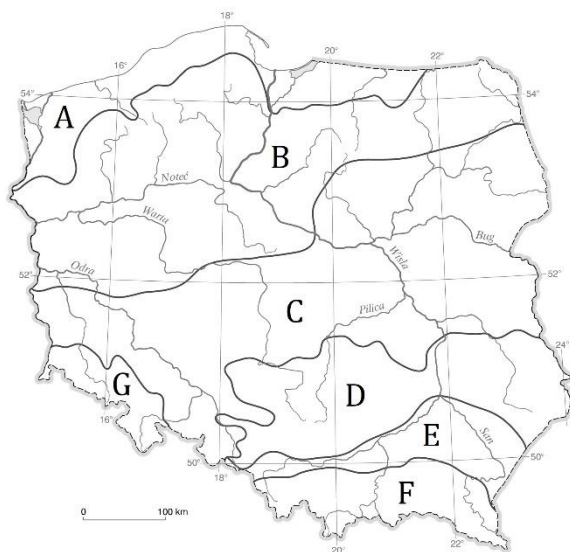 18°
16°
20°
22°
54°
54°
A
B
Noteć
Warta
Bug
Wisła
Odra
52°
52°
C
Pilica
24°
G
D
16°
E
San
50°
18°
50°
F
0 100 km
20°
22°